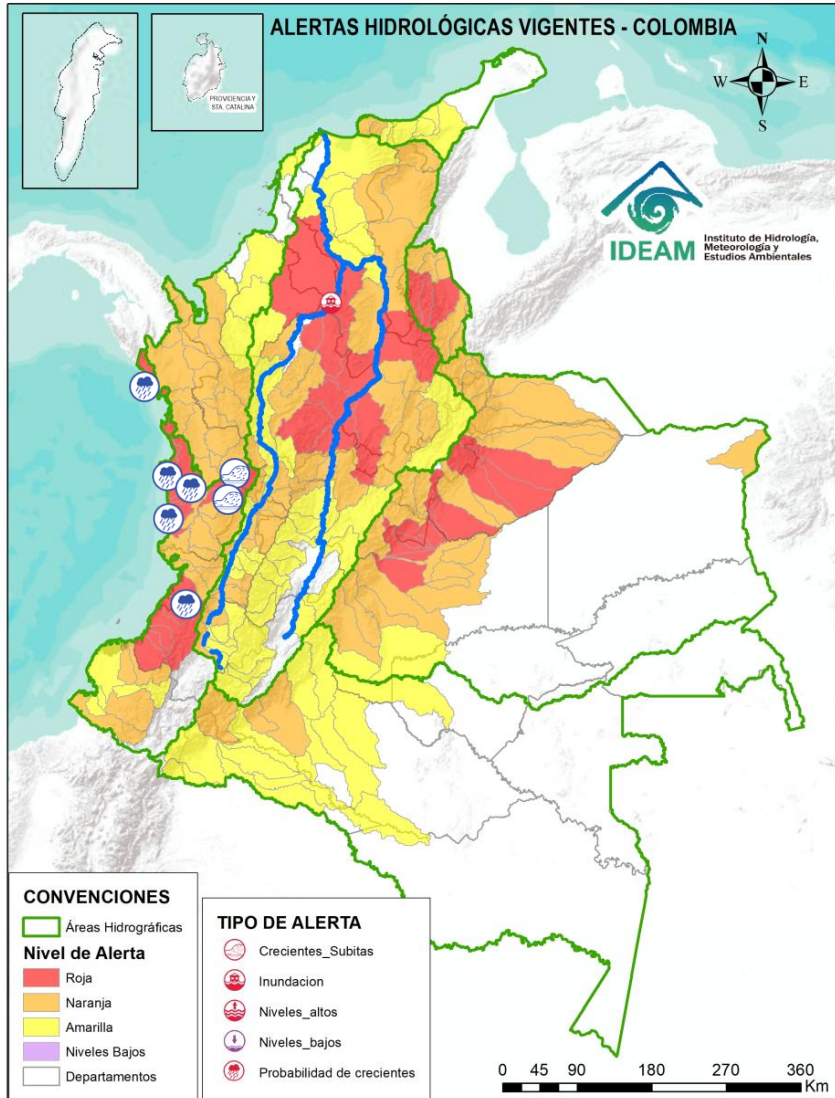 ALERTAS HIDROLÓGICAS VIGENTES - COLOMBIA
PROVIDENCIA Y
STA. CATALINA
N
W
E
S
IDEAM
Instituto de Hidrología,
Meteorología y
Estudios Ambientales
CONVENCIONES
Áreas Hidrográficas
Nivel de Alerta
Roja
Naranja
Amarilla
Niveles Bajos
Departamentos
TIPO DE ALERTA
Crecientes_Subitas
Inundacion
Niveles_altos
Niveles_bajos
Probabilidad de crecientes
0 45 90 180 270 360
Km